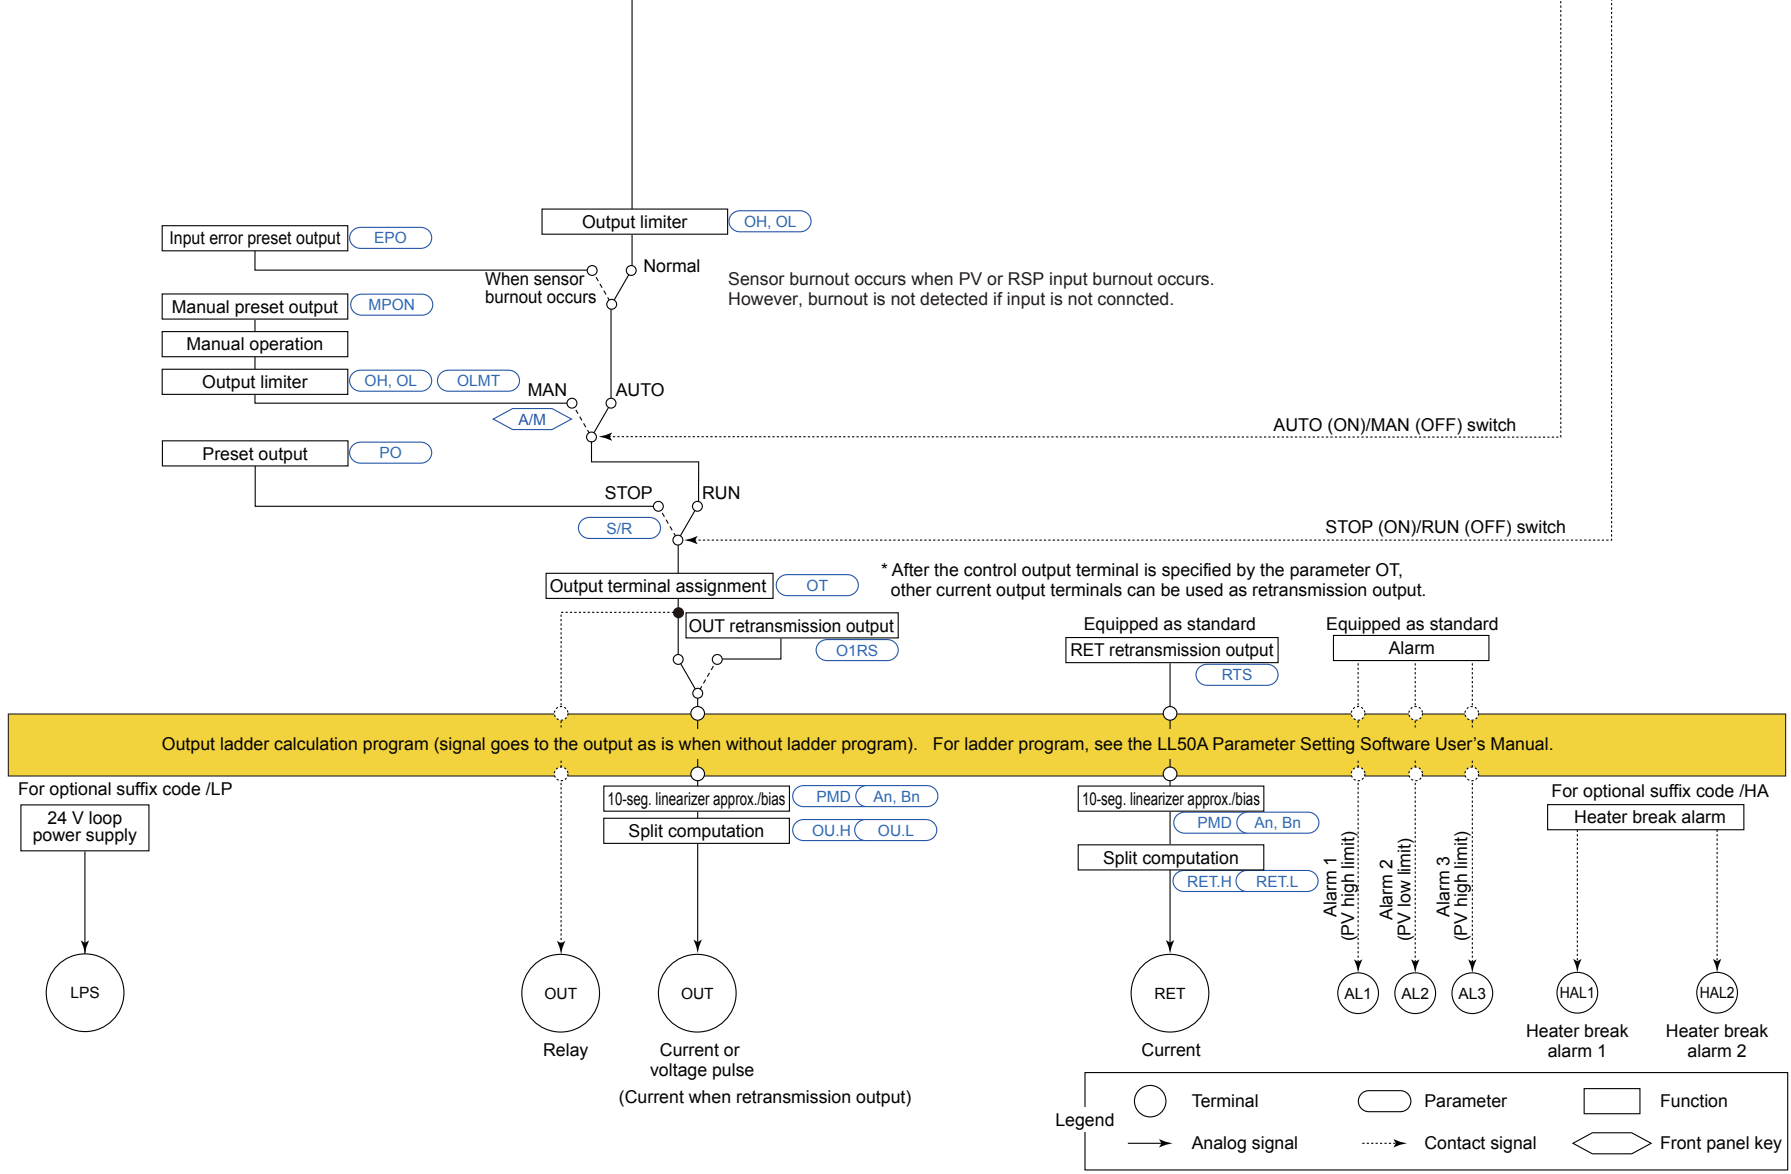 Output limiter
OH, OL
Input error preset output
EPO
When sensor
burnout occurs
Normal
Sensor burnout occurs when PV or RSP input burnout occurs.
However, burnout is not detected if input is not conncted.
Manual preset output
MPON
Manual operation
Output limiter
OH, OL
OLMT
MAN
AUTO
A/M
AUTO (ON)/MAN (OFF) switch
Preset output
PO
STOP
RUN
S/R
STOP (ON)/RUN (OFF) switch
Output terminal assignment
OT
* After the control output terminal is specified by the parameter OT,
other current output terminals can be used as retransmission output.
OUT retransmission output
O1RS
Equipped as standard
RET retransmission output
RTS
Equipped as standard
Alarm
Output ladder calculation program (signal goes to the output as is when without ladder program). For ladder program, see the LL50A Parameter Setting Software User's Manual.
For optional suffix code /LP
24 V loop
power supply
10-seg. linearizer approx./bias
PMD
An, Bn
Split computation
OU.H
OU.L
10-seg. linearizer approx./bias
PMD
An, Bn
Split computation
RET.H
RET.L
Alarm 1
(PV high limit)
Alarm 2
(PV low limit)
Alarm 3
(PV high limit)
For optional suffix code /HA
Heater break alarm
LPS
OUT
OUT
RET
AL1
AL2
AL3
HAL1
HAL2
Relay
Current or
voltage pulse
(Current when retransmission output)
Current
Heater break
alarm 1
Heater break
alarm 2
Legend
Terminal
Parameter
Function
Analog signal
Contact signal
Front panel key